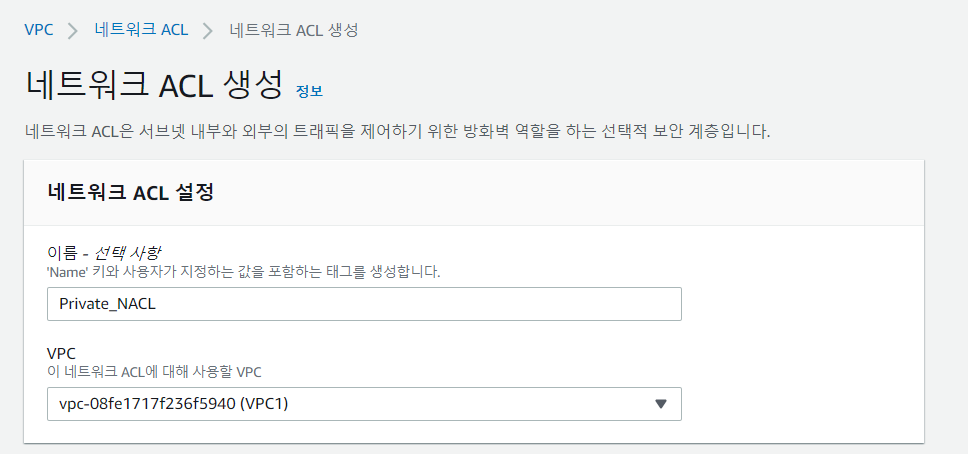 VPC > 네트워크 ACL > 네트워크 ACL 생성
네트워크 ACL 생성 정보
네트워크 ACL은 서브넷 내부와 외부의 트래픽을 제어하기 위한 방화벽 역할을 하는 선택적 보안 계층입니다.
네트워크 ACL 설정
이름 - 선택 사항
'Name' 키와 사용자가 지정하는 값을 포함하는 태그를 생성합니다.
Private_NACL
VPC
이 네트워크 ACL에 대해 사용할 VPC
vpc-08fe1717f236f5940 (VPC1)